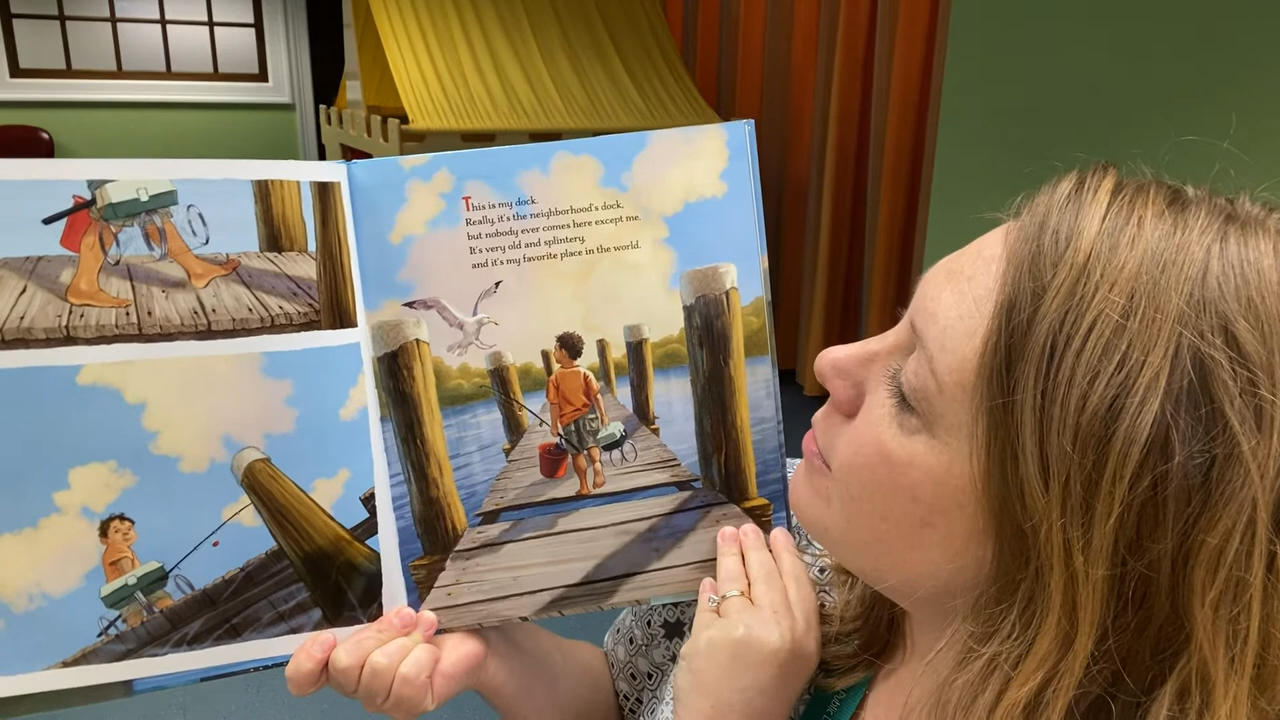 This is my dock.
Really, it's the neighborhood's dock,
but nobody ever comes here except me.
It's very old and splintery,
and it's my favorite place in the world.
PUBLIC